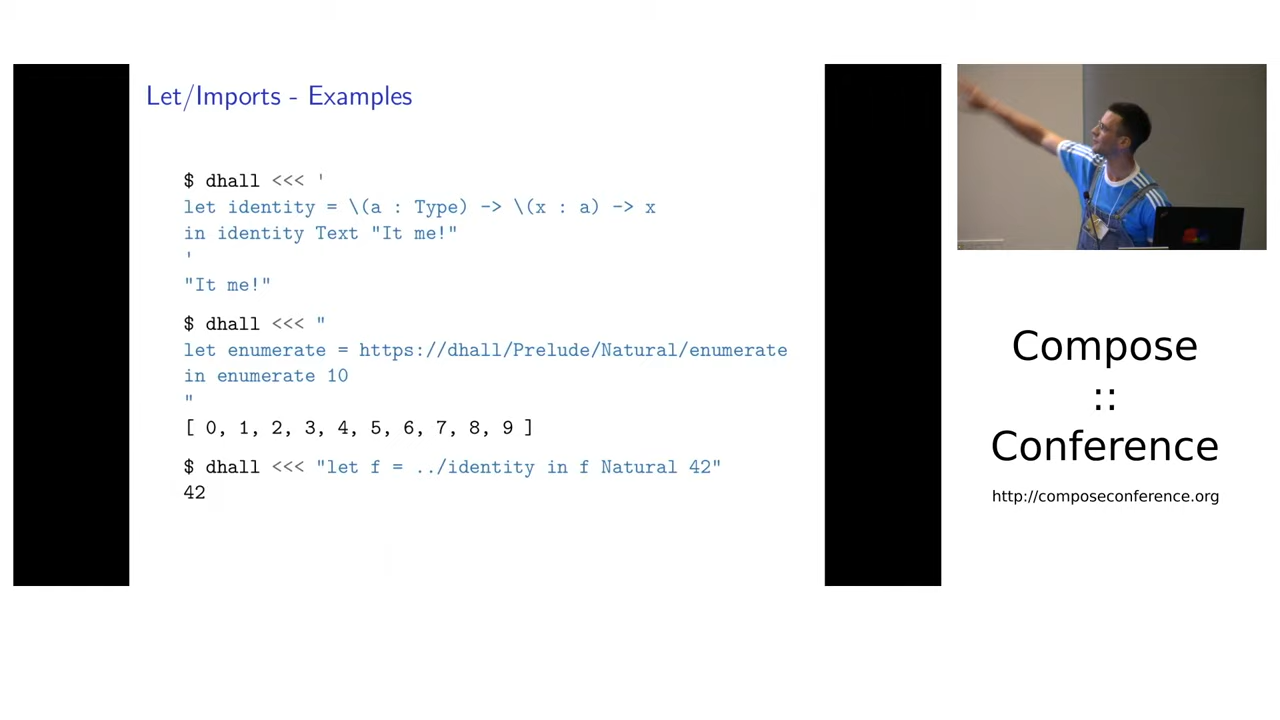 Let/Imports - Examples
$ dhall <<< '
let identity = \(a : Type) -> \(x : a) -> x
in identity Text "It me!"
'
"It me!"
$ dhall <<< "
let enumerate = https://dhall/Prelude/Natural/enumerate
in enumerate 10
"
[ 0, 1, 2, 3, 4, 5, 6, 7, 8, 9 ]
$ dhall <<< "let f = ../identity in f Natural 42"
42
Compose
::
Conference
http://composeconference.org